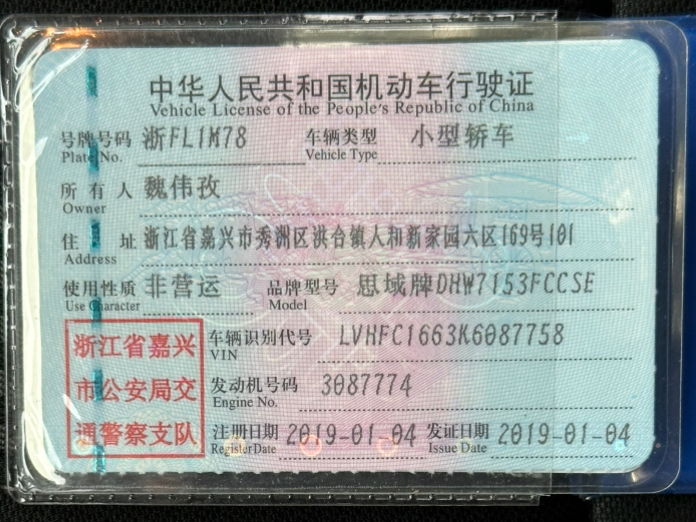 中华人民共和国机动车行驶证
Vehicle License of the People's Republic of China
号牌号码 浙FL1M78 车辆类型 小型轿车
Plate No. Vehicle Type
所有人 魏伟孜
Owner
住址 浙江省嘉兴市秀洲区洪合镇人和新家园六区169号101
Address
使用性质 非营运 品牌型号 思域牌DHW7153FCCSE
Use Character Model
浙江省嘉兴
市公安局交
通警察支队
车辆识别代号 LVHFC1663K6087758
VIN
发动机号码 3087774
Engine No.
注册日期 2019-01-04 发证日期 2019-01-04
Register Date Issue Date